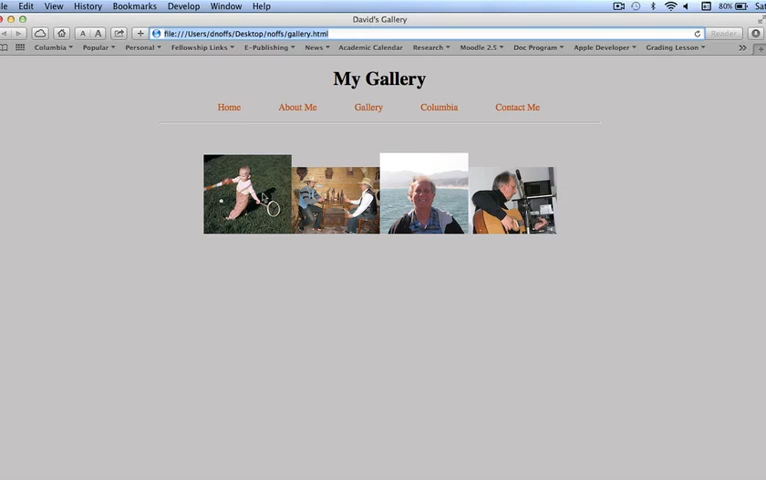 Edit View History Bookmarks Develop Window Help 80%
David's Gallery
file:///Users/dnoffs/Desktop/noffs/gallery.html Reader
Columbia Popular Personal Fellowship Links E-Publishing News Academic Calendar Research Moodle 2.5 Doc Program Apple Developer Grading Lesson
My Gallery
Home About Me Gallery Columbia Contact Me